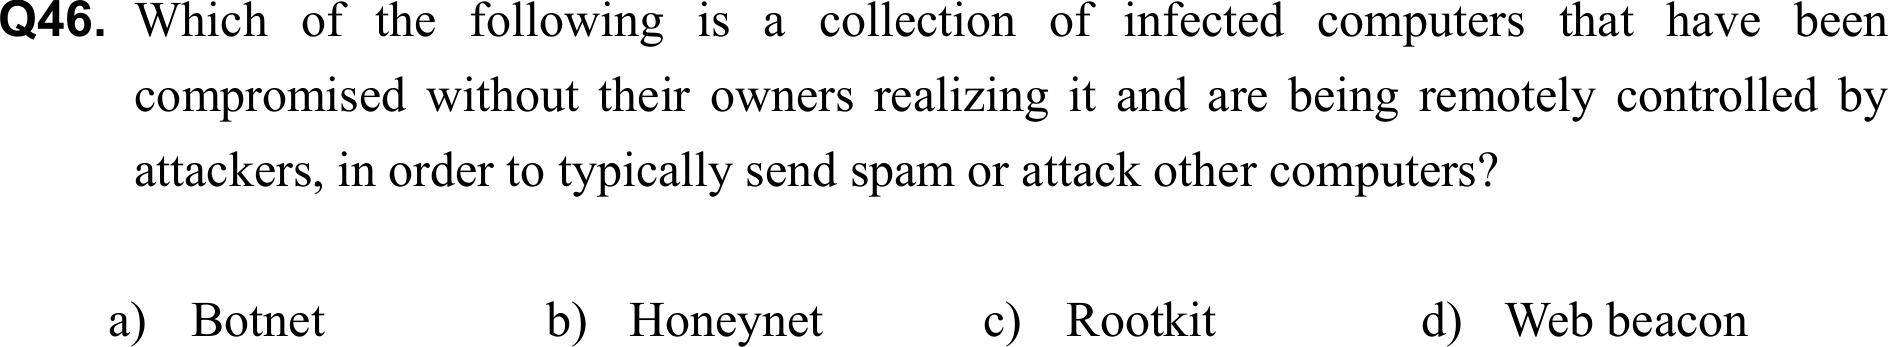 Q46. Which of the following is a collection of infected computers that have been
compromised without their owners realizing it and are being remotely controlled by
attackers, in order to typically send spam or attack other computers?
a) Botnet b) Honeynet c) Rootkit d) Web beacon